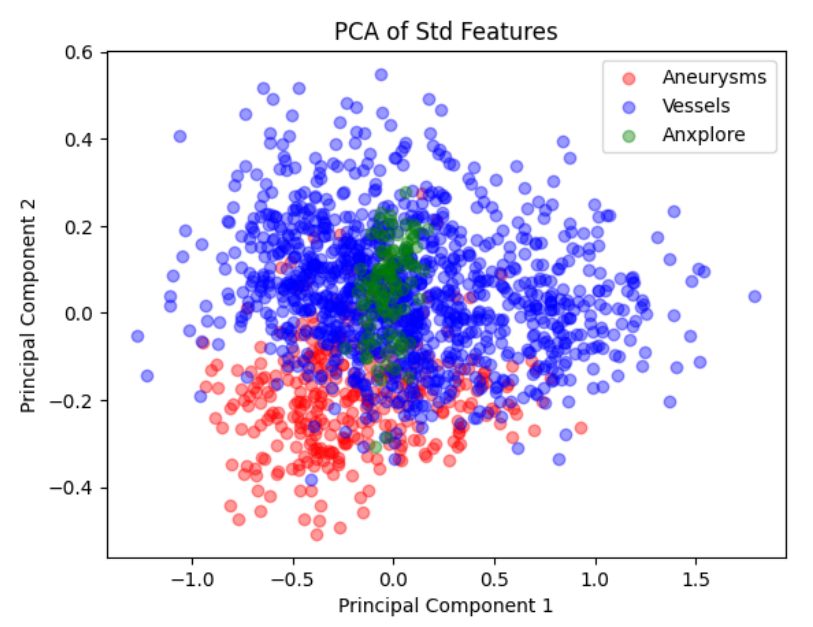 PCA of Std Features
Aneurysms
Vessels
Anxplore
0.6
0.4
0.2
0.0
−0.2
−0.4
Principal Component 2
−1.0 −0.5 0.0 0.5 1.0 1.5
Principal Component 1